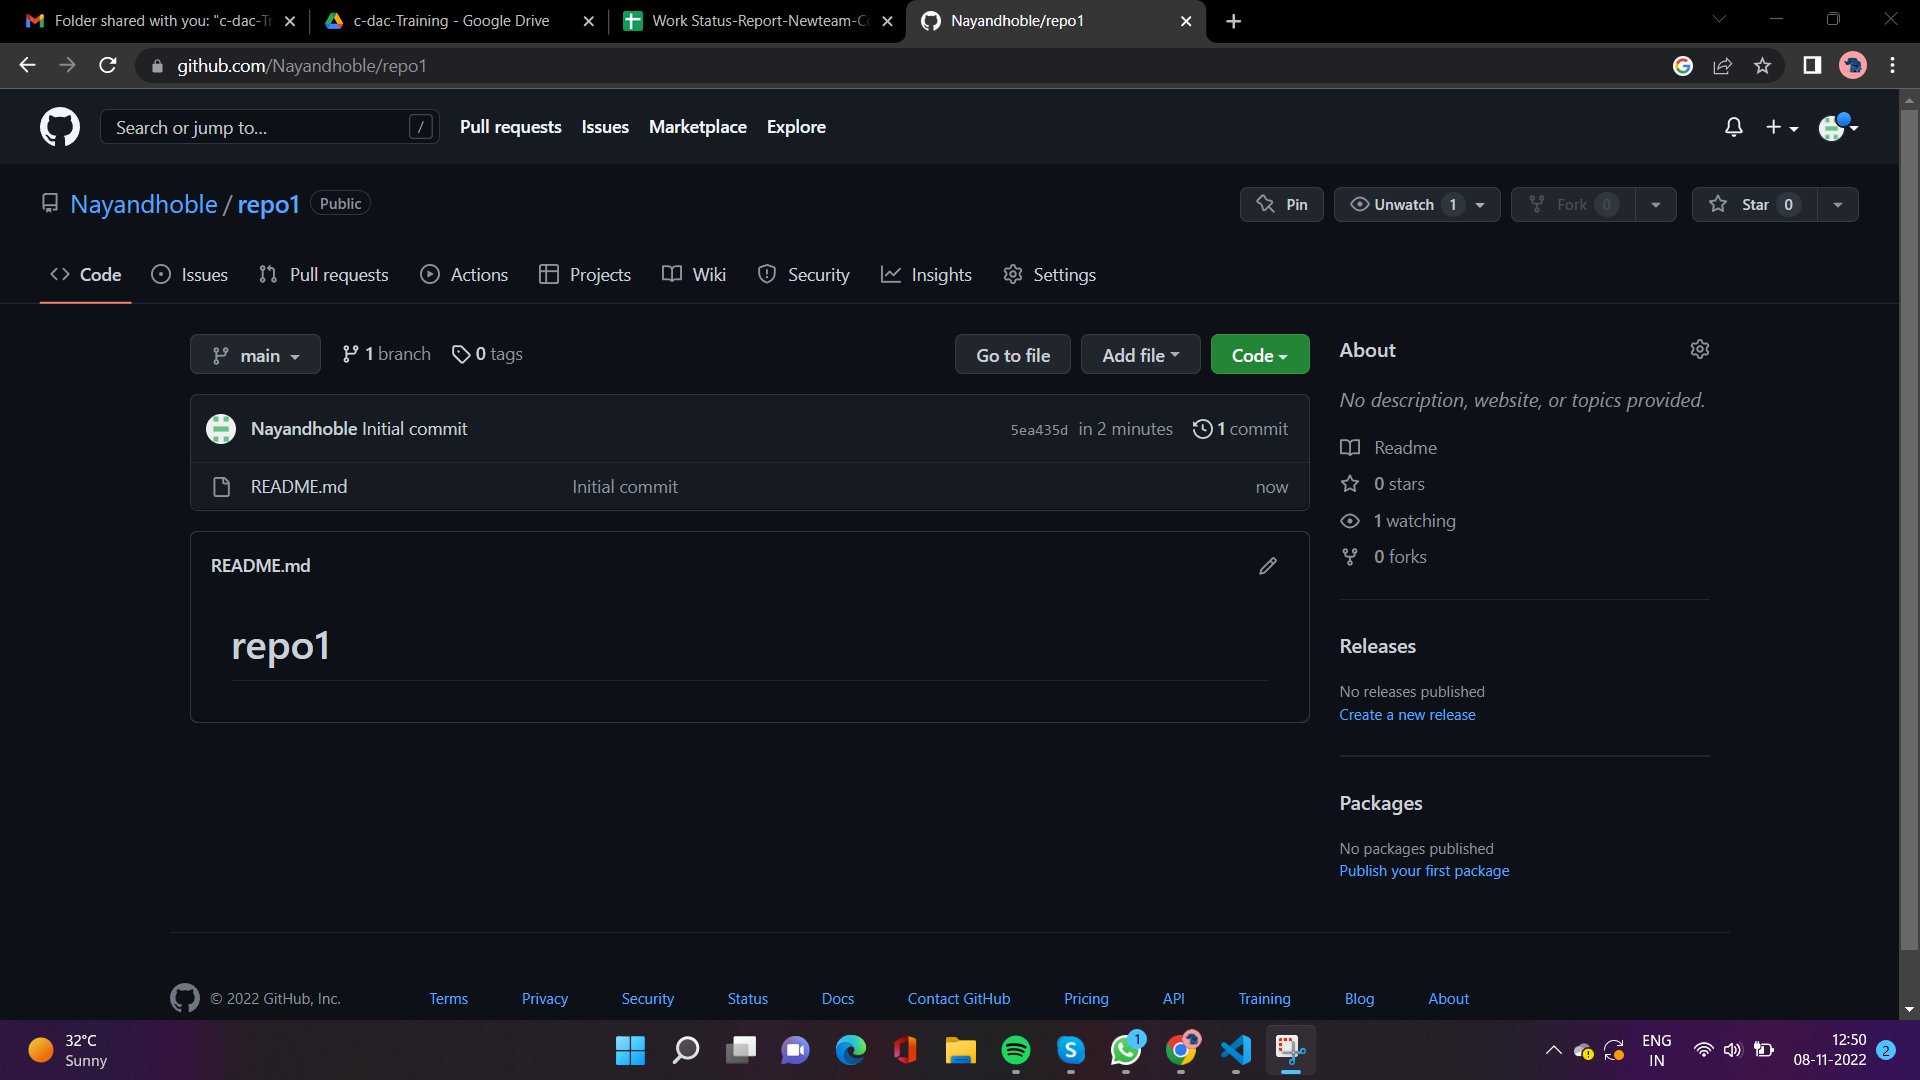 Folder shared with you: "c-dac-Tr
c-dac-Training - Google Drive
Work Status-Report-Newteam-Co
Nayandhoble/repo1
github.com/Nayandhoble/repo1
Search or jump to... /
Pull requests
Issues
Marketplace
Explore
Nayandhoble / repo1 Public
Pin
Unwatch 1
Fork 0
Star 0
Code
Issues
Pull requests
Actions
Projects
Wiki
Security
Insights
Settings
main
1 branch
0 tags
Go to file
Add file
Code
Nayandhoble Initial commit
5ea435d in 2 minutes
1 commit
README.md
Initial commit
now
README.md
repo1
About
No description, website, or topics provided.
Readme
0 stars
1 watching
0 forks
Releases
No releases published
Create a new release
Packages
No packages published
Publish your first package
© 2022 GitHub, Inc.
Terms
Privacy
Security
Status
Docs
Contact GitHub
Pricing
API
Training
Blog
About
32°C
Sunny
1
ENG
IN
12:50
08-11-2022
2